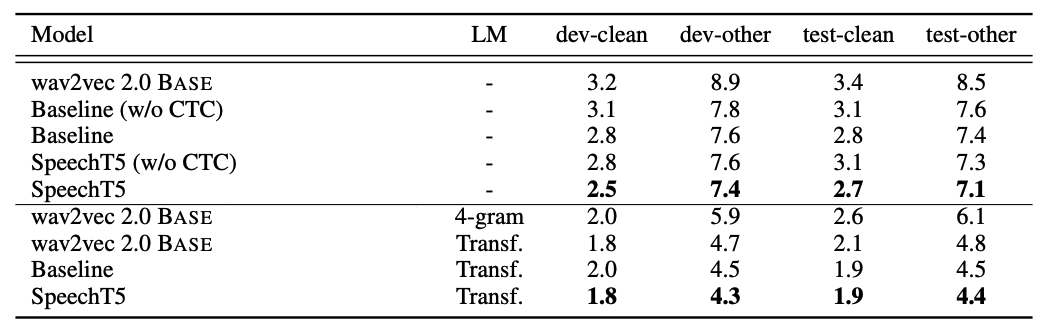 Model LM dev-clean dev-other test-clean test-other
wav2vec 2.0 BASE - 3.2 8.9 3.4 8.5
Baseline (w/o CTC) - 3.1 7.8 3.1 7.6
Baseline - 2.8 7.6 2.8 7.4
SpeechT5 (w/o CTC) - 2.8 7.6 3.1 7.3
SpeechT5 - 2.5 7.4 2.7 7.1
wav2vec 2.0 BASE 4-gram 2.0 5.9 2.6 6.1
wav2vec 2.0 BASE Transf. 1.8 4.7 2.1 4.8
Baseline Transf. 2.0 4.5 1.9 4.5
SpeechT5 Transf. 1.8 4.3 1.9 4.4